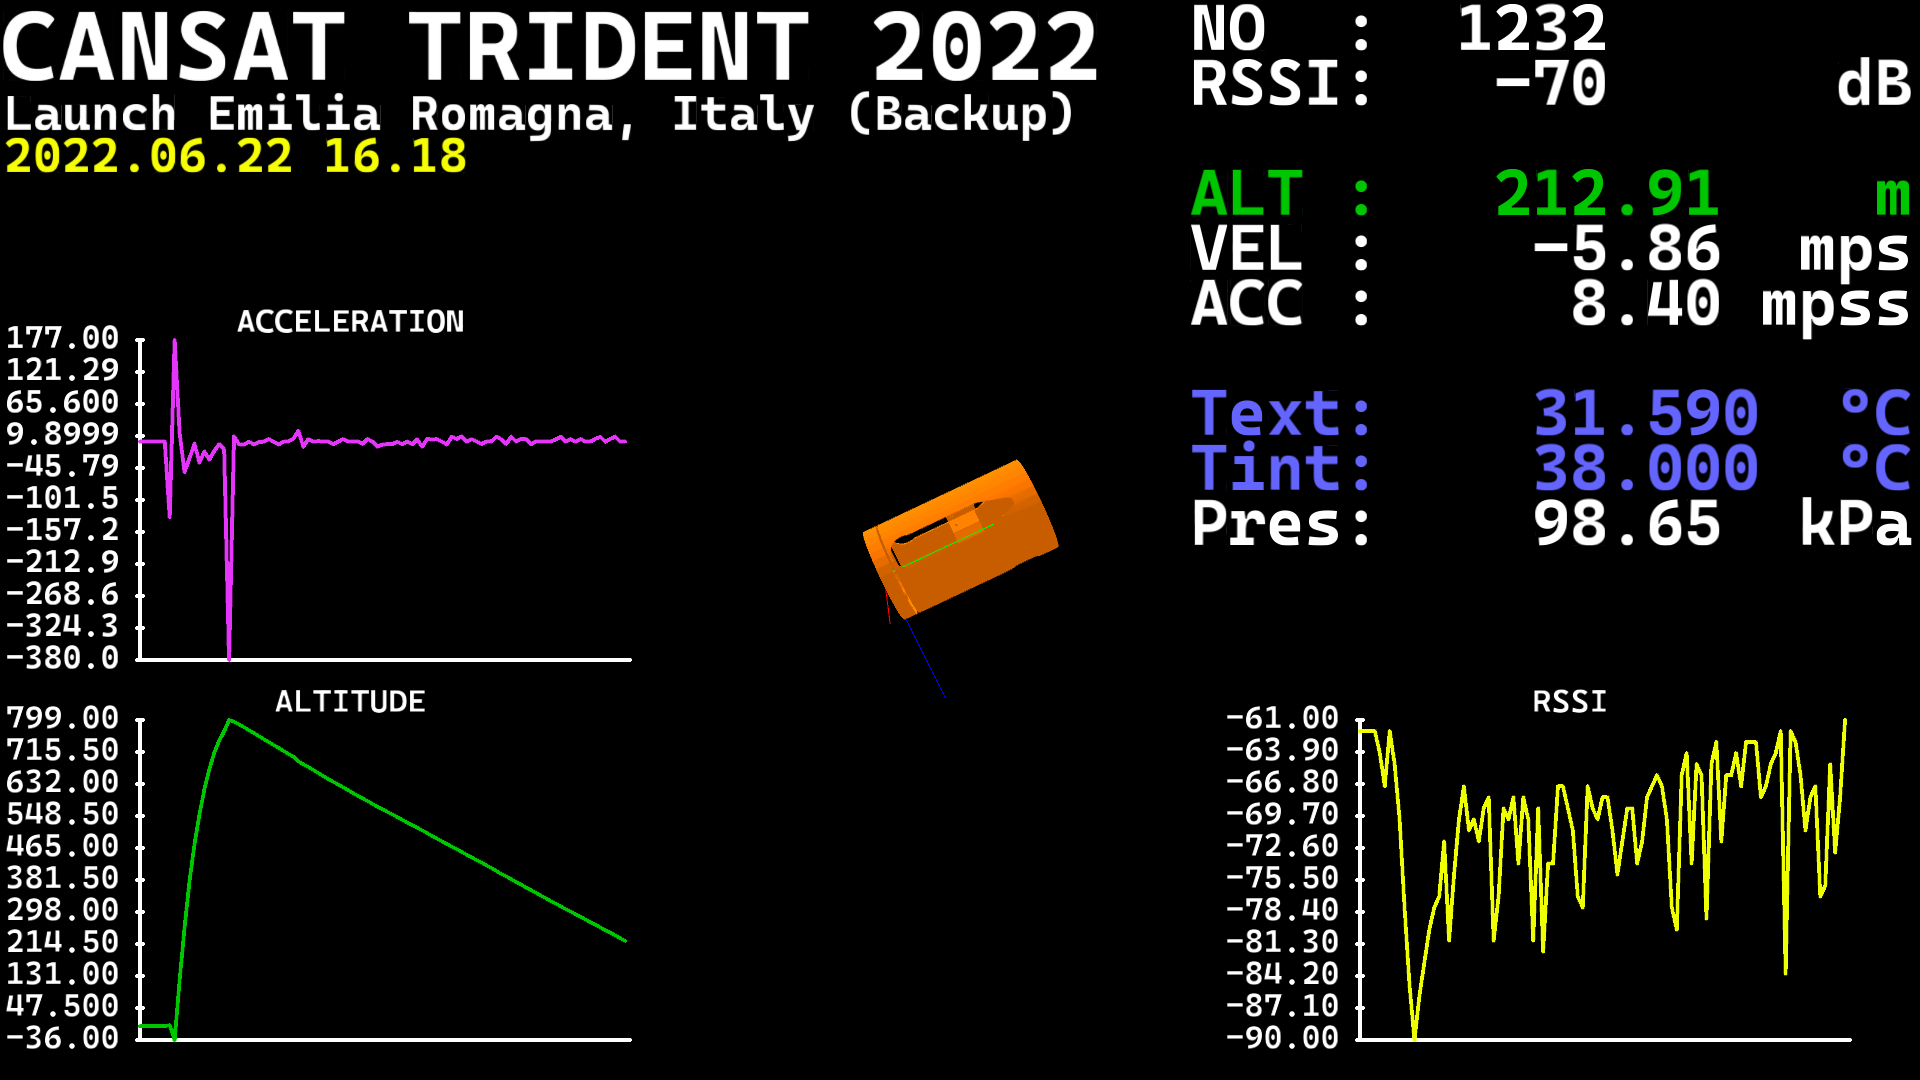 CANSAT TRIDENT 2022
Launch Emilia Romagna, Italy (Backup)
2022.06.22 16.18
NO : 1232
RSSI: -70 dB
ALT : 212.91 m
VEL : -5.86 mps
ACC : 8.40 mpss
Text: 31.590 °C
Tint: 38.000 °C
Pres: 98.65 kPa
ACCELERATION
177.00
121.29
65.600
9.8999
-45.79
-101.5
-157.2
-212.9
-268.6
-324.3
-380.0
ALTITUDE
799.00
715.50
632.00
548.50
465.00
381.50
298.00
214.50
131.00
47.500
-36.00
RSSI
-61.00
-63.90
-66.80
-69.70
-72.60
-75.50
-78.40
-81.30
-84.20
-87.10
-90.00